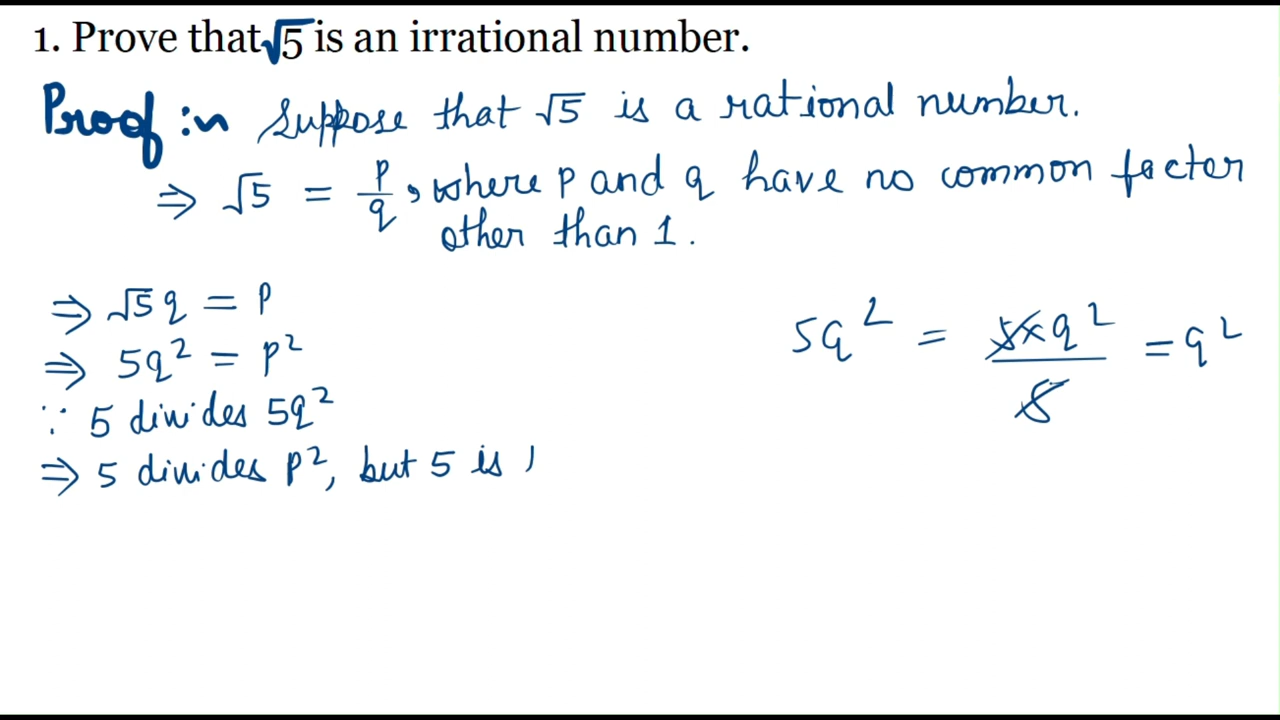 1. Prove that √5 is an irrational number.
Proof :~ Suppose that √5 is a rational number.
⇒ √5 = p/q, where p and q have no common factor
other than 1.
⇒ √5q = p
⇒ 5q² = p²
∵ 5 divides 5q²
⇒ 5 divides p², but 5 is
5q² = 5×q²/5 = q²